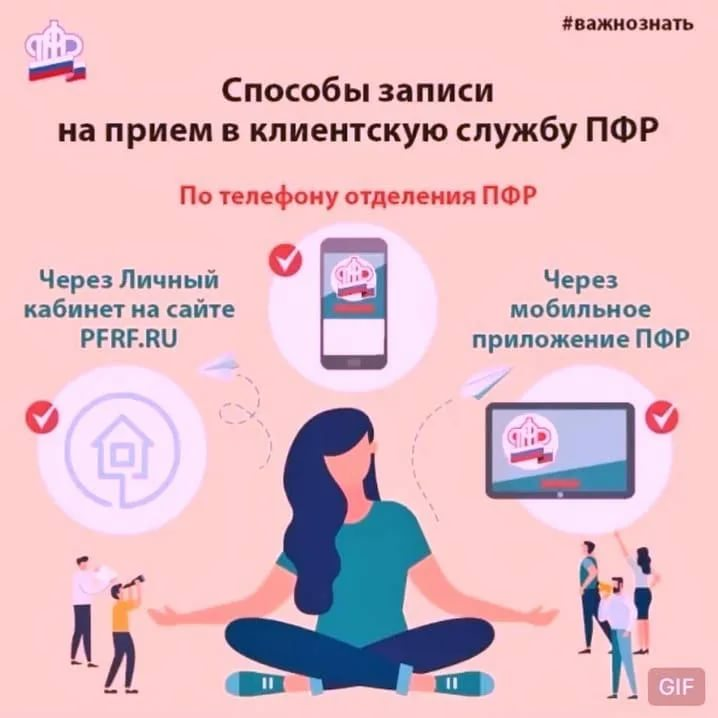 #важнознать
Способы записи
на прием в клиентскую службу ПФР
По телефону отделения ПФР
Через Личный
кабинет на сайте
PFRF.RU
Через
мобильное
приложение ПФР
GIF